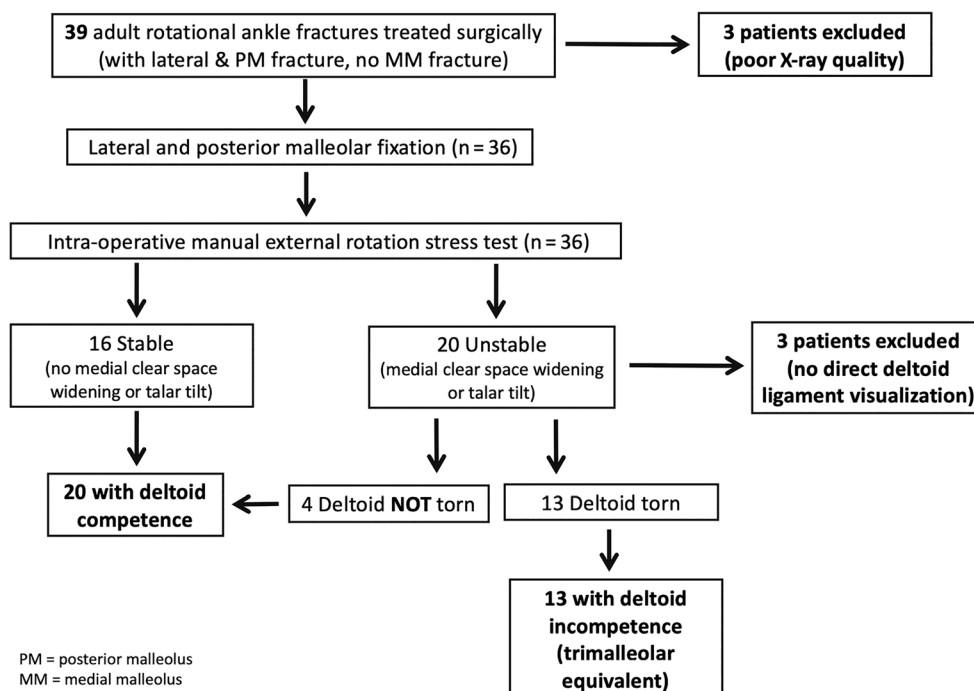 39 adult rotational ankle fractures treated surgically
(with lateral & PM fracture, no MM fracture)
3 patients excluded
(poor X-ray quality)
Lateral and posterior malleolar fixation (n = 36)
Intra-operative manual external rotation stress test (n = 36)
16 Stable
(no medial clear space
widening or talar tilt)
20 Unstable
(medial clear space widening
or talar tilt)
3 patients excluded
(no direct deltoid
ligament visualization)
20 with deltoid
competence
4 Deltoid NOT torn
13 Deltoid torn
13 with deltoid
incompetence
(trimalleolar
equivalent)
PM = posterior malleolus
MM = medial malleolus